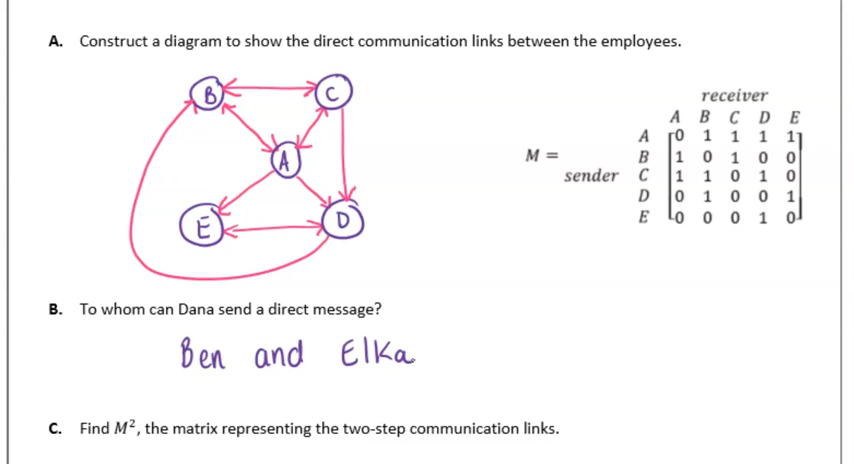 A. Construct a diagram to show the direct communication links between the employees.
B
C
A
E
D
receiver
A B C D E
M =
sender
A [0 1 1 1 1]
B [1 0 1 0 0]
C [1 1 0 1 0]
D [0 1 0 0 1]
E [0 0 0 1 0]
B. To whom can Dana send a direct message?
Ben and Elka
C. Find M², the matrix representing the two-step communication links.